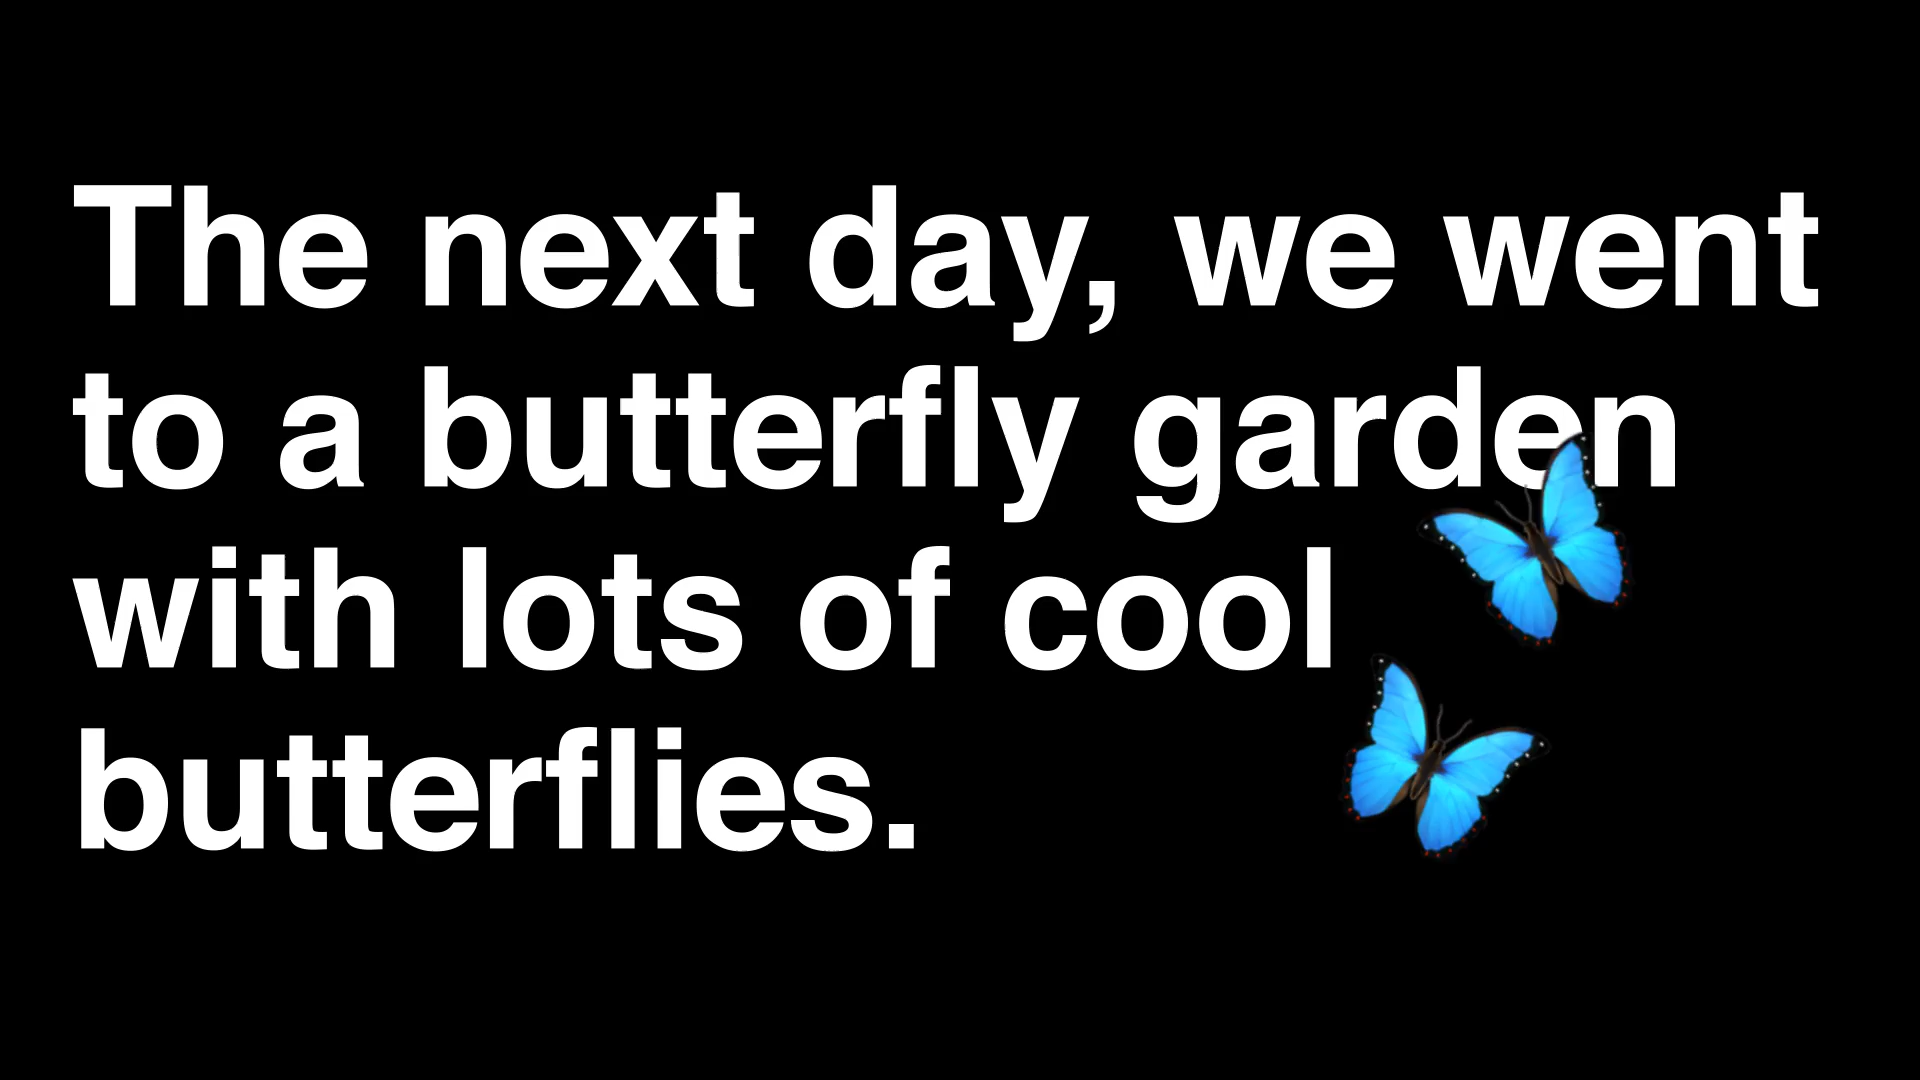 The next day, we went
to a butterfly garden
with lots of cool
butterflies.